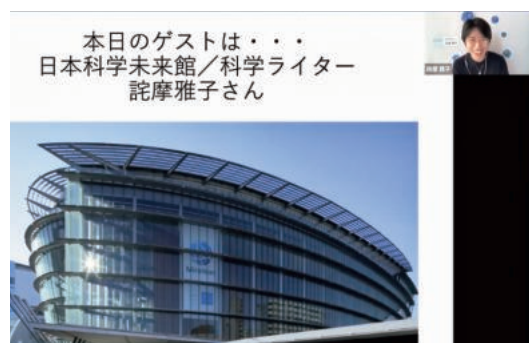 本日のゲストは・・・
日本科学未来館／科学ライター
詫摩雅子さん